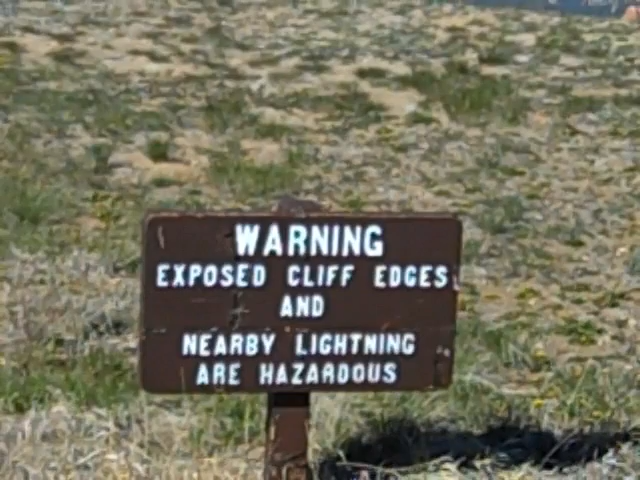 WARNING
EXPOSED CLIFF EDGES
AND
NEARBY LIGHTNING
ARE HAZARDOUS